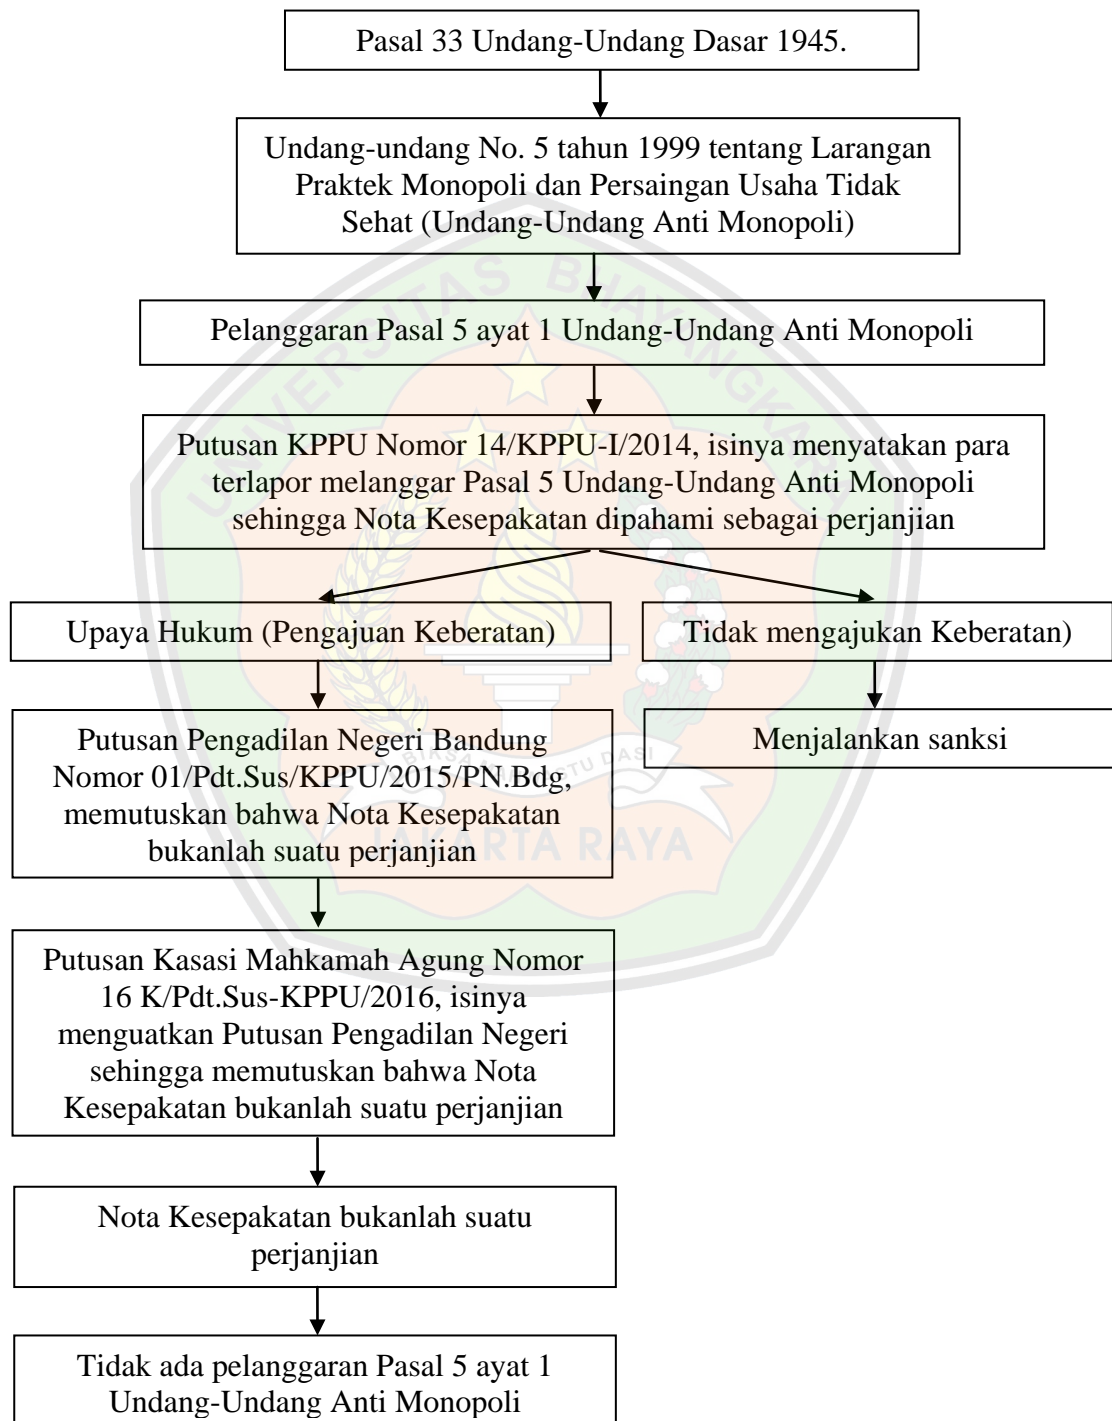 Pasal 33 Undang-Undang Dasar 1945.
Undang-undang No. 5 tahun 1999 tentang Larangan
Praktek Monopoli dan Persaingan Usaha Tidak
Sehat (Undang-Undang Anti Monopoli)
UNIVERSITAS BHAYANGKARA
Pelanggaran Pasal 5 ayat 1 Undang-Undang Anti Monopoli
Putusan KPPU Nomor 14/KPPU-I/2014, isinya menyatakan para
terlapor melanggar Pasal 5 Undang-Undang Anti Monopoli
sehingga Nota Kesepakatan dipahami sebagai perjanjian
Upaya Hukum (Pengajuan Keberatan)
Tidak mengajukan Keberatan)
Putusan Pengadilan Negeri Bandung
Nomor 01/Pdt.Sus/KPPU/2015/PN.Bdg,
memutuskan bahwa Nota Kesepakatan
bukanlah suatu perjanjian
Menjalankan sanksi
JAKARTA RAYA
Putusan Kasasi Mahkamah Agung Nomor
16 K/Pdt.Sus-KPPU/2016, isinya
menguatkan Putusan Pengadilan Negeri
sehingga memutuskan bahwa Nota
Kesepakatan bukanlah suatu perjanjian
Nota Kesepakatan bukanlah suatu
perjanjian
Tidak ada pelanggaran Pasal 5 ayat 1
Undang-Undang Anti Monopoli